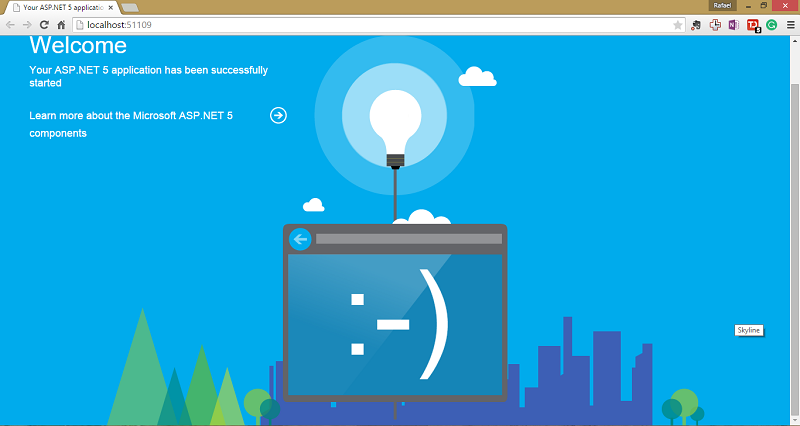 Your ASP.NET 5 applicatio
Rafael
localhost:51109
Welcome
Your ASP.NET 5 application has been successfully
started
Learn more about the Microsoft ASP.NET 5
components
:-)
Skyline